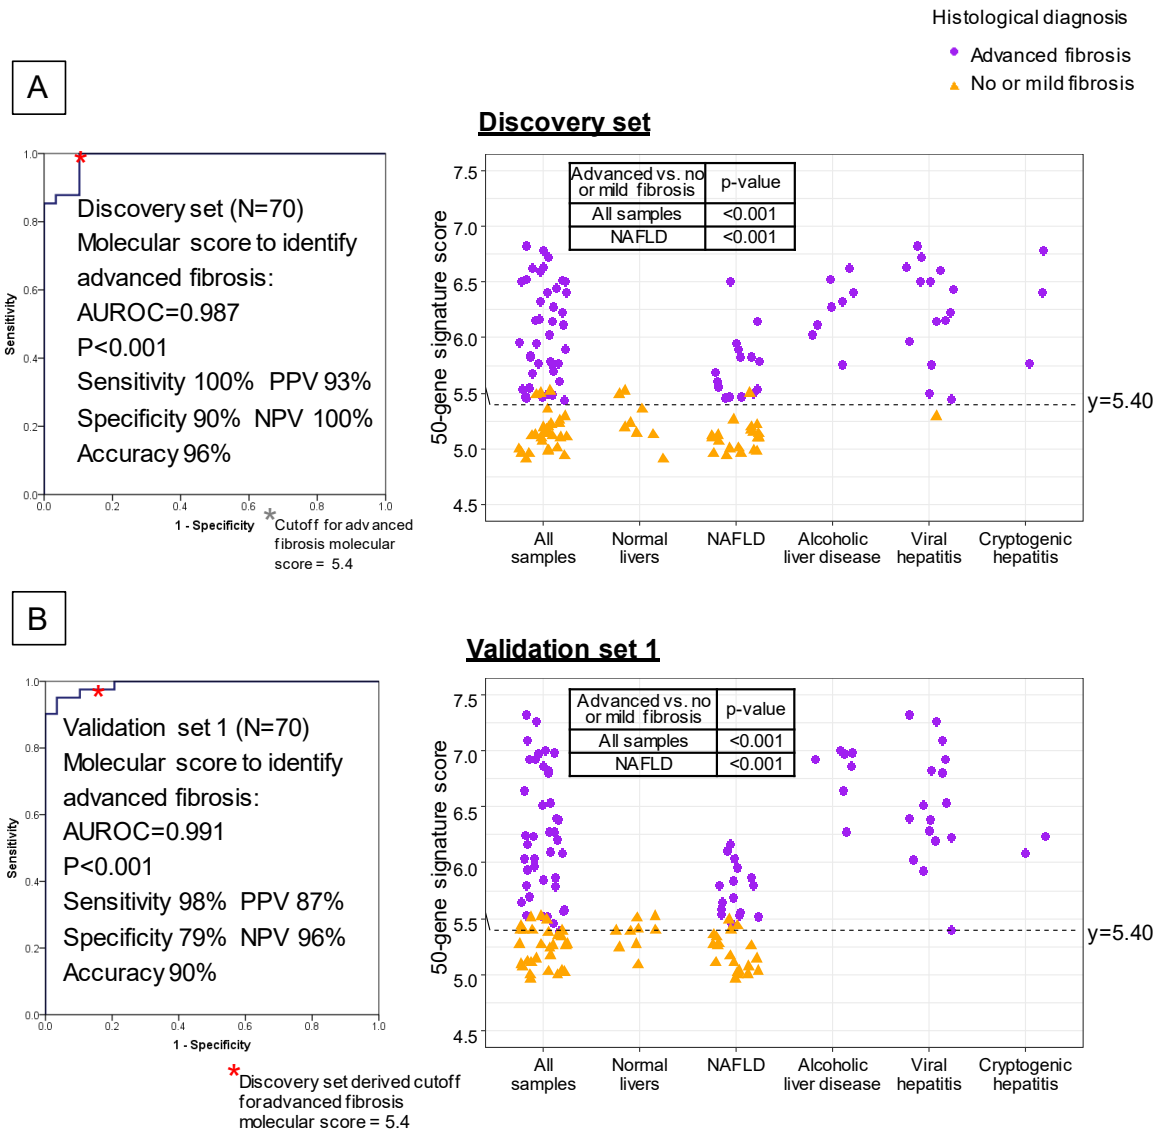 Histological diagnosis
Advanced fibrosis
No or mild fibrosis
A
Discovery set
1.0
0.8
0.6
0.4
0.2
0.0
Sensitivity
Discovery set (N=70)
Molecular score to identify
advanced fibrosis:
AUROC=0.987
P<0.001
Sensitivity 100% PPV 93%
Specificity 90% NPV 100%
Accuracy 96%
0.0 0.2 0.4 0.6 0.8 1.0
1 - Specificity
*Cutoff for advanced
fibrosis molecular
score = 5.4
50-gene signature score
7.5
7.0
6.5
6.0
5.5
5.0
4.5
Advanced vs. no
or mild fibrosis
p-value
All samples <0.001
NAFLD <0.001
y=5.40
All
samples
Normal
livers
NAFLD
Alcoholic
liver disease
Viral
hepatitis
Cryptogenic
hepatitis
B
Validation set 1
1.0
0.8
0.6
0.4
0.2
0.0
Sensitivity
Validation set 1 (N=70)
Molecular score to identify
advanced fibrosis:
AUROC=0.991
P<0.001
Sensitivity 98% PPV 87%
Specificity 79% NPV 96%
Accuracy 90%
0.0 0.2 0.4 0.6 0.8 1.0
1 - Specificity
*Discovery set derived cutoff
foradvanced fibrosis
molecular score = 5.4
50-gene signature score
7.5
7.0
6.5
6.0
5.5
5.0
4.5
Advanced vs. no
or mild fibrosis
p-value
All samples <0.001
NAFLD <0.001
y=5.40
All
samples
Normal
livers
NAFLD
Alcoholic
liver disease
Viral
hepatitis
Cryptogenic
hepatitis